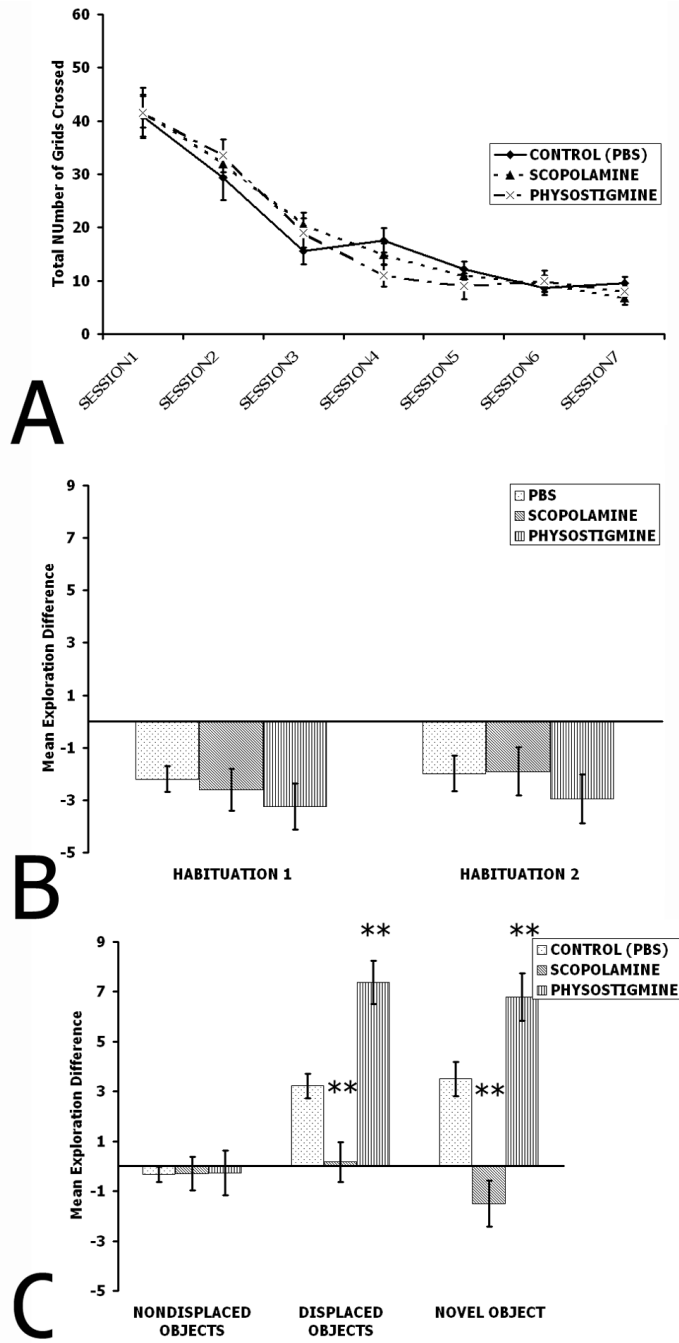 60
50
40
30
20
10
0
Total NUmber of Grids Crossed
CONTROL (PBS)
SCOPOLAMINE
PHYSOSTIGMINE
SESSION1
SESSION2
SESSION3
SESSION4
SESSION5
SESSION6
SESSION7
A
9
7
5
3
1
-1
-3
-5
Mean Exploration Difference
PBS
SCOPOLAMINE
PHYSOSTIGMINE
HABITUATION 1
HABITUATION 2
B
9
7
5
3
1
-1
-3
-5
Mean Exploration Difference
**
**
**
**
CONTROL (PBS)
SCOPOLAMINE
PHYSOSTIGMINE
NONDISPLACED
OBJECTS
DISPLACED
OBJECTS
NOVEL OBJECT
C